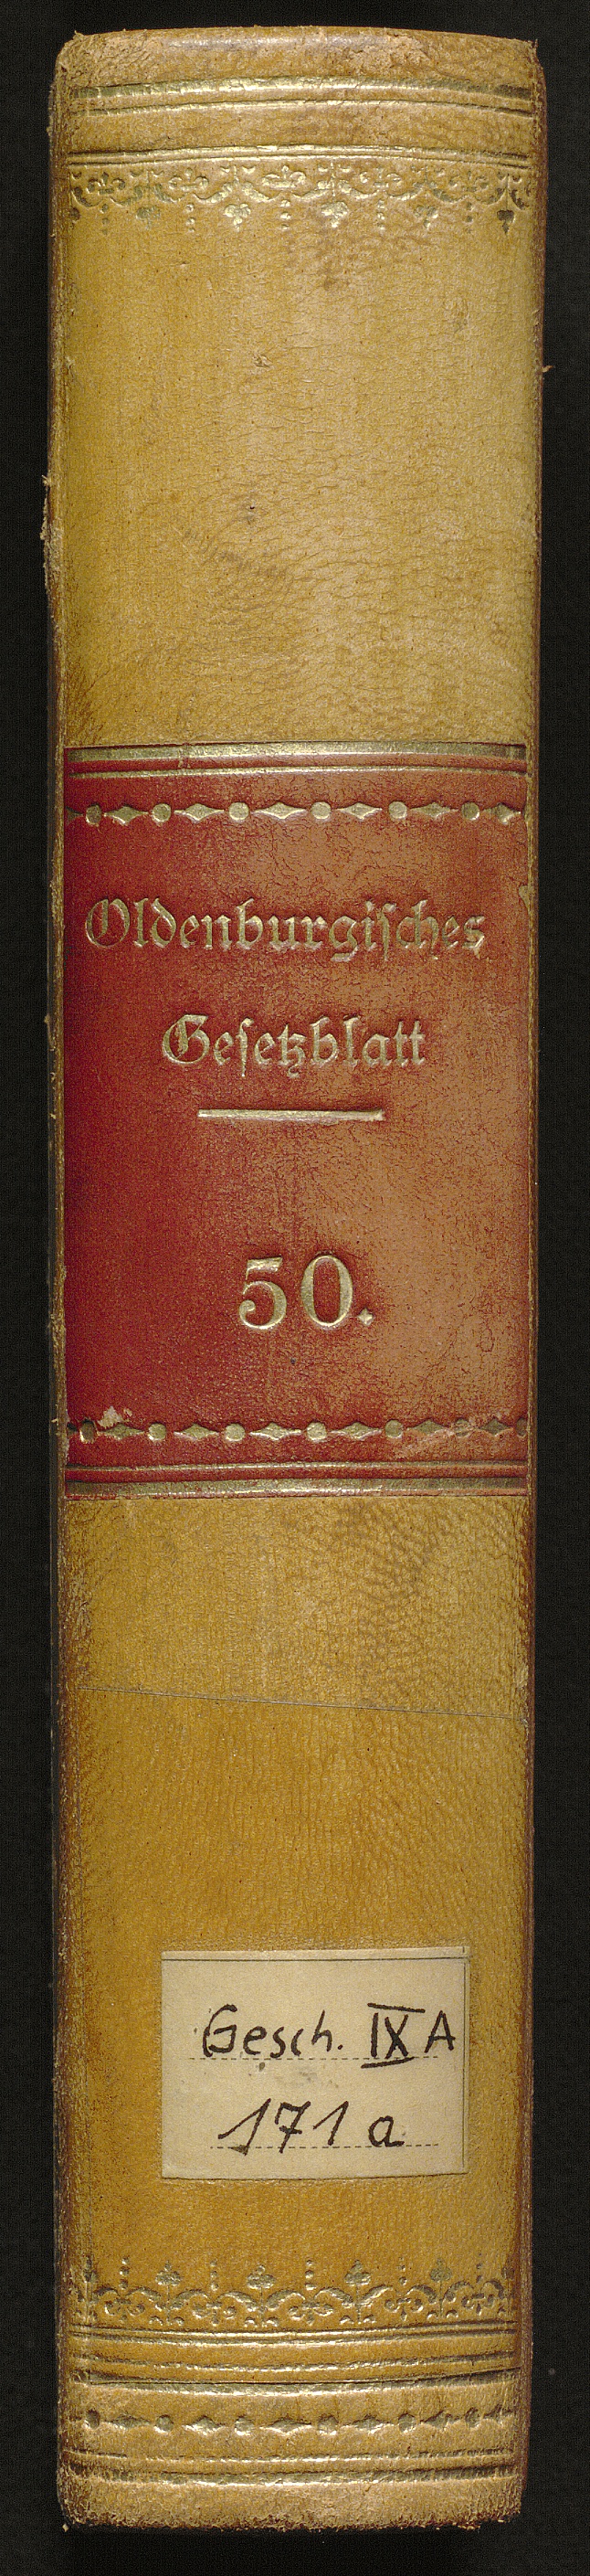 Oldenburgisches
Gesetzblatt
50.
Gesch. IX A
171 a